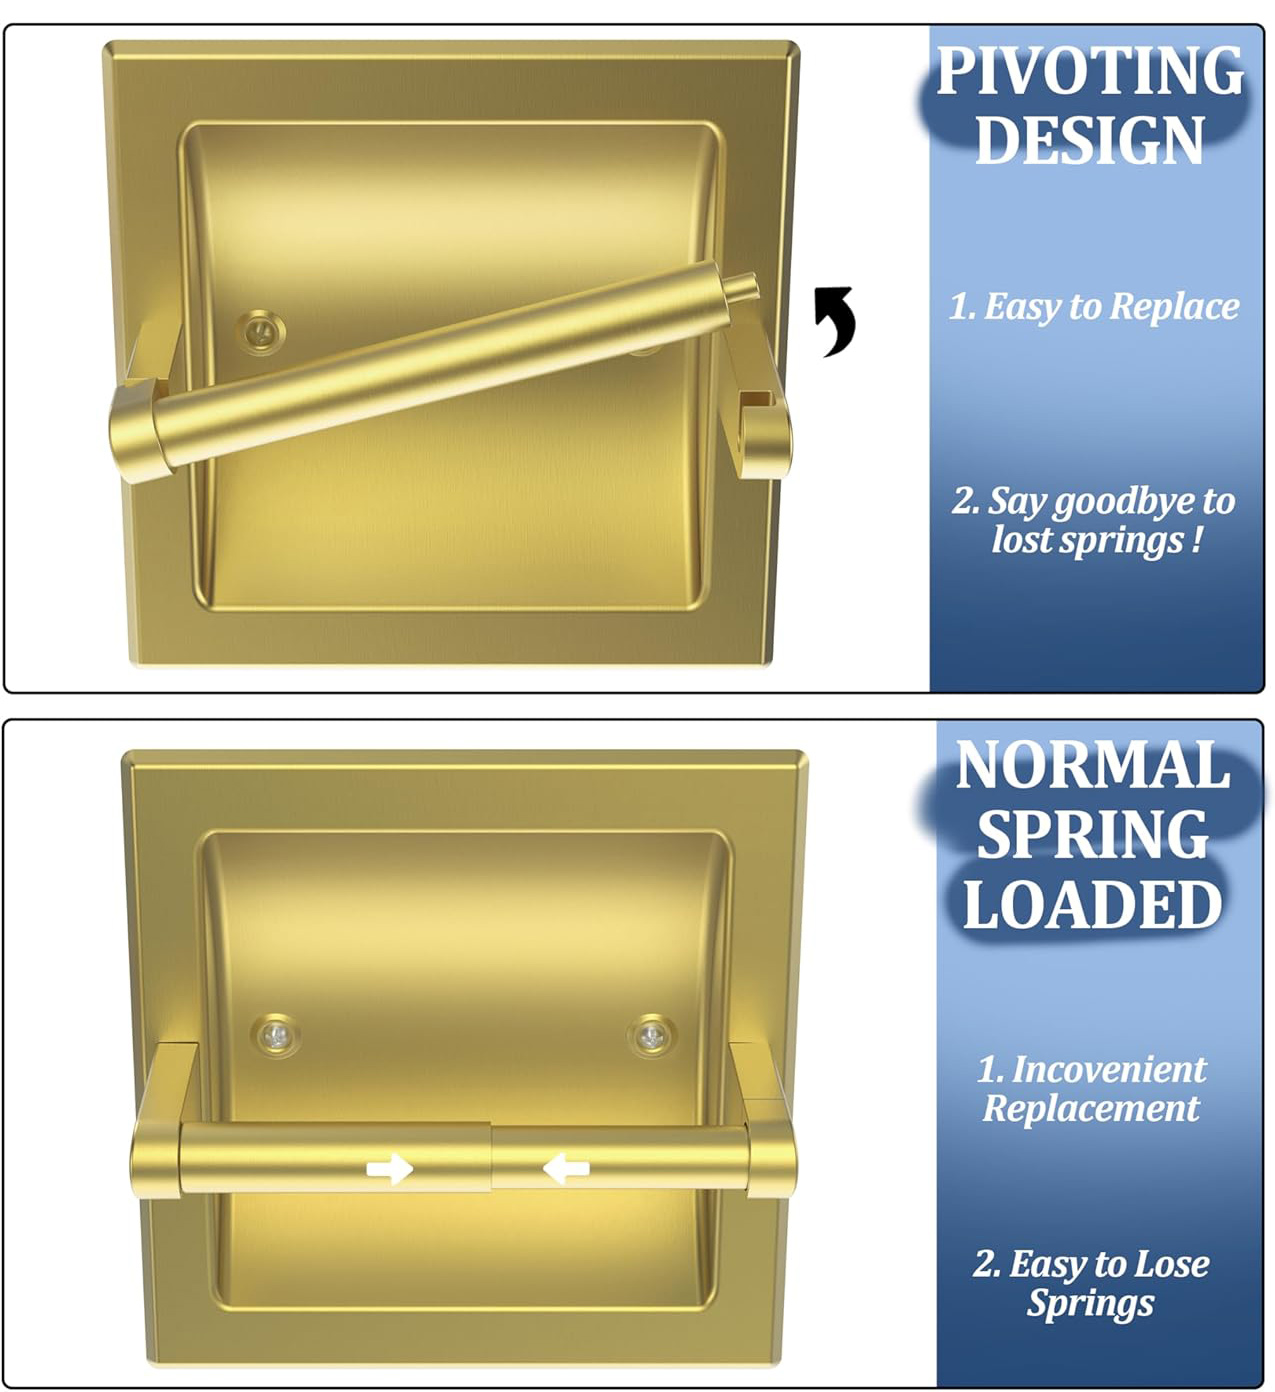 PIVOTING
DESIGN
1. Easy to Replace
2. Say goodbye to
lost springs !
NORMAL
SPRING
LOADED
1. Incovenient
Replacement
2. Easy to Lose
Springs